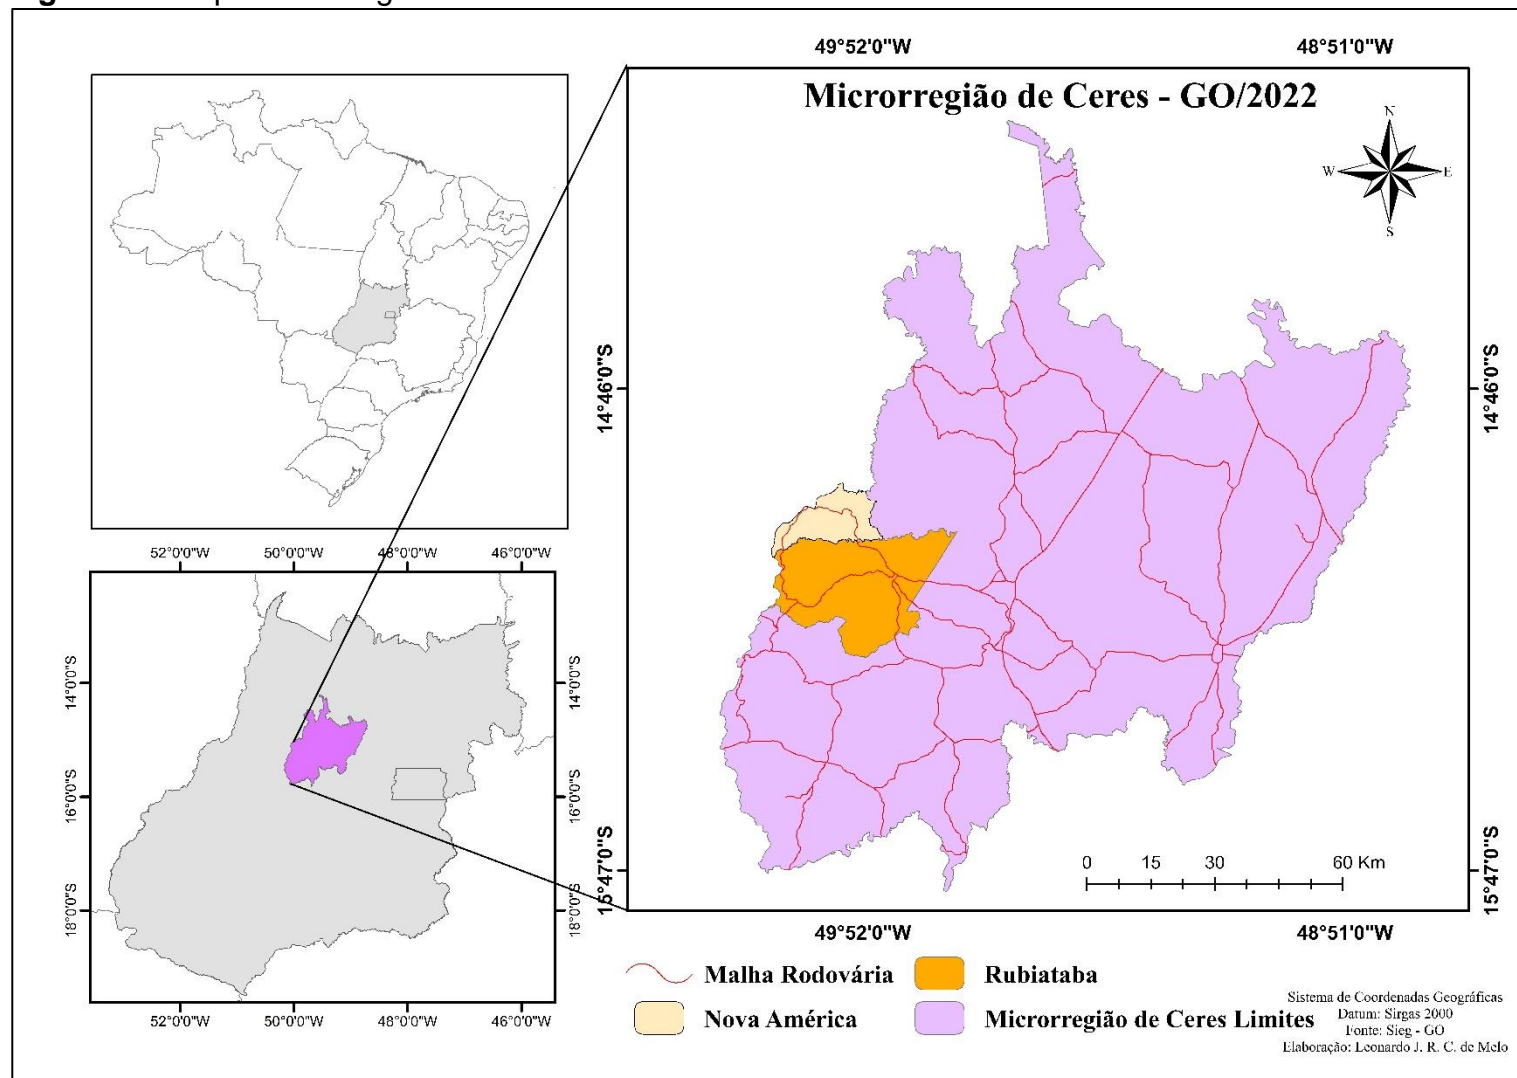 49°52'0"W 48°51'0"W
Microrregião de Ceres - GO/2022
N
W E
S
14°46'0"S 14°46'0"S
52°0'0"W 50°0'0"W 48°0'0"W 46°0'0"W
14°0'0"S 14°0'0"S
16°0'0"S 16°0'0"S
18°0'0"S 18°0'0"S
52°0'0"W 50°0'0"W 48°0'0"W 46°0'0"W
0 15 30 60 Km
15°47'0"S 15°47'0"S
49°52'0"W 48°51'0"W
Malha Rodovária Rubiataba
Nova América Microrregião de Ceres Limites
Sistema de Coordenadas Geográficas
Datum: Sirgas 2000
Fonte: Sieg - GO
Elaboração: Leonardo J. R. C. de Melo